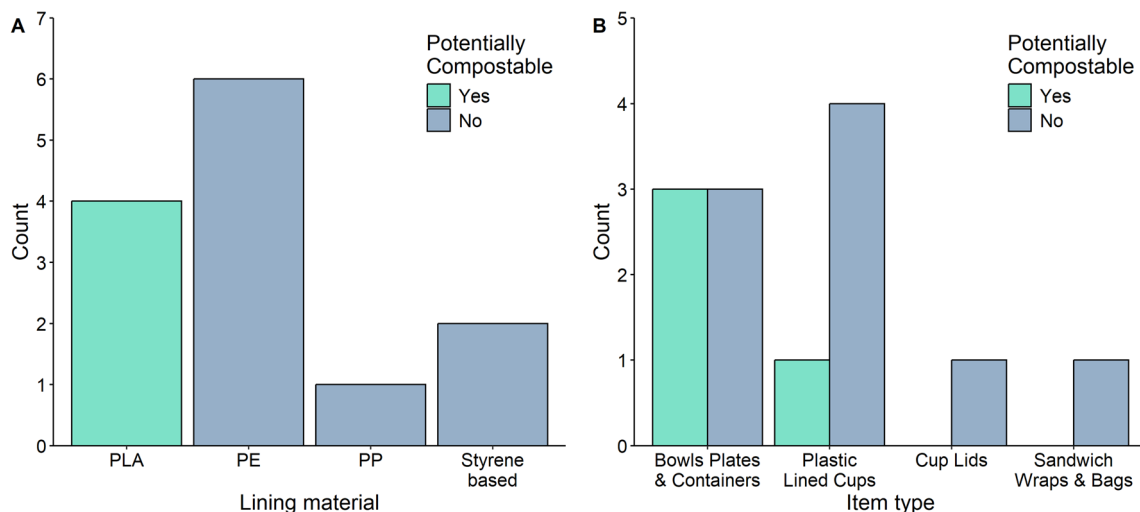 A
Count
7
6
5
4
3
2
1
0
Potentially
Compostable
Yes
No
PLA
PE
PP
Styrene
based
Lining material
B
Count
5
4
3
2
1
0
Potentially
Compostable
Yes
No
Bowls Plates
& Containers
Plastic
Lined Cups
Cup Lids
Sandwich
Wraps & Bags
Item type